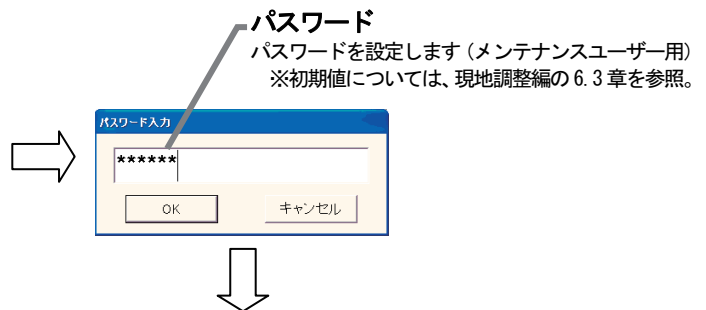 パスワード
パスワードを設定します(メンテナンスユーザー用)
※初期値については、現地調整編の 6.3 章を参照。
パスワード入力
******
OK
キャンセル